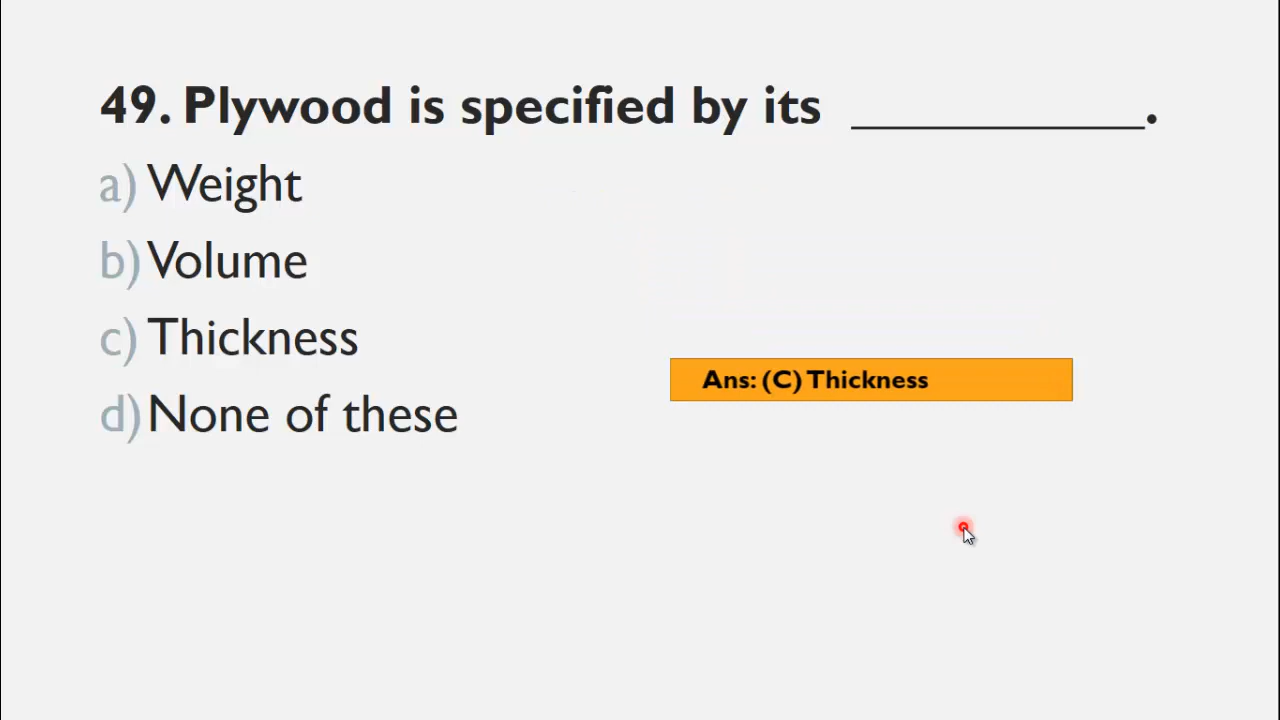 49. Plywood is specified by its ____________.
a) Weight
b) Volume
c) Thickness
d) None of these
Ans: (C) Thickness